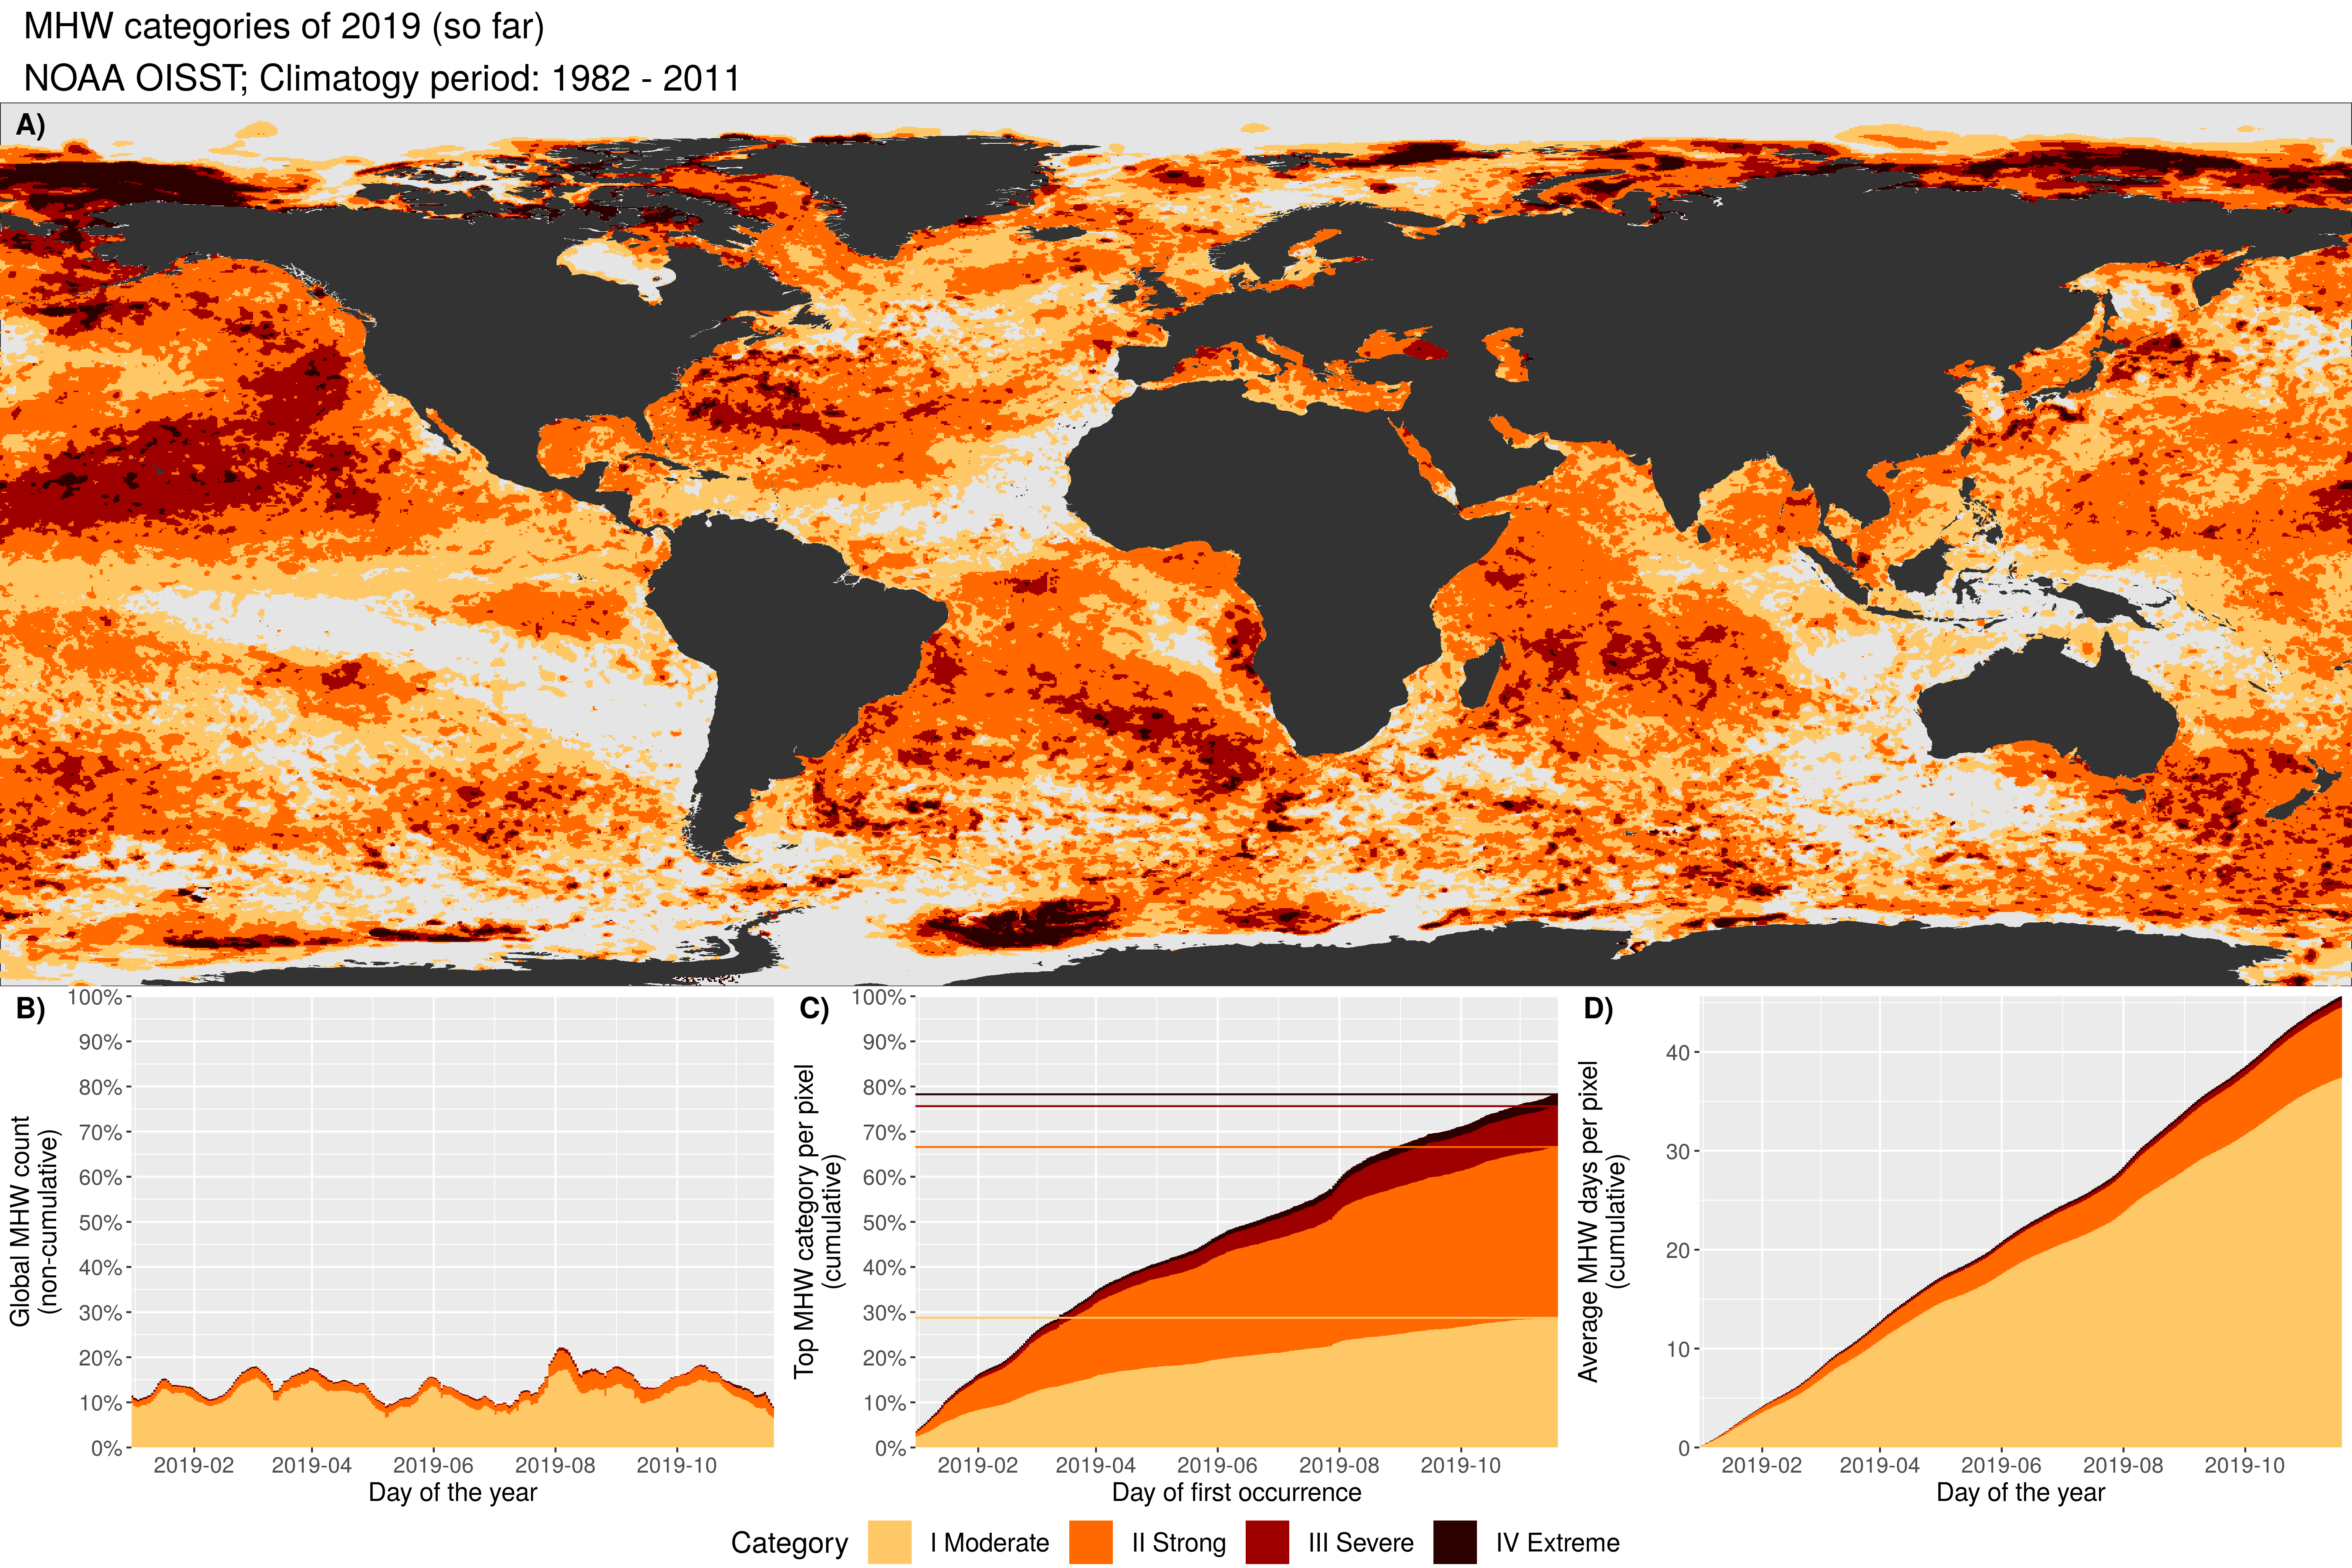 MHW categories of 2019 (so far)
NOAA OISST; Climatogy period: 1982 - 2011
A)
B)
Global MHW count
(non-cumulative)
100%
90%
80%
70%
60%
50%
40%
30%
20%
10%
0%
2019-02 2019-04 2019-06 2019-08 2019-10
Day of the year
C)
Top MHW category per pixel
(cumulative)
100%
90%
80%
70%
60%
50%
40%
30%
20%
10%
0%
2019-02 2019-04 2019-06 2019-08 2019-10
Day of first occurrence
D)
Average MHW days per pixel
(cumulative)
40
30
20
10
0
2019-02 2019-04 2019-06 2019-08 2019-10
Day of the year
Category I Moderate II Strong III Severe IV Extreme